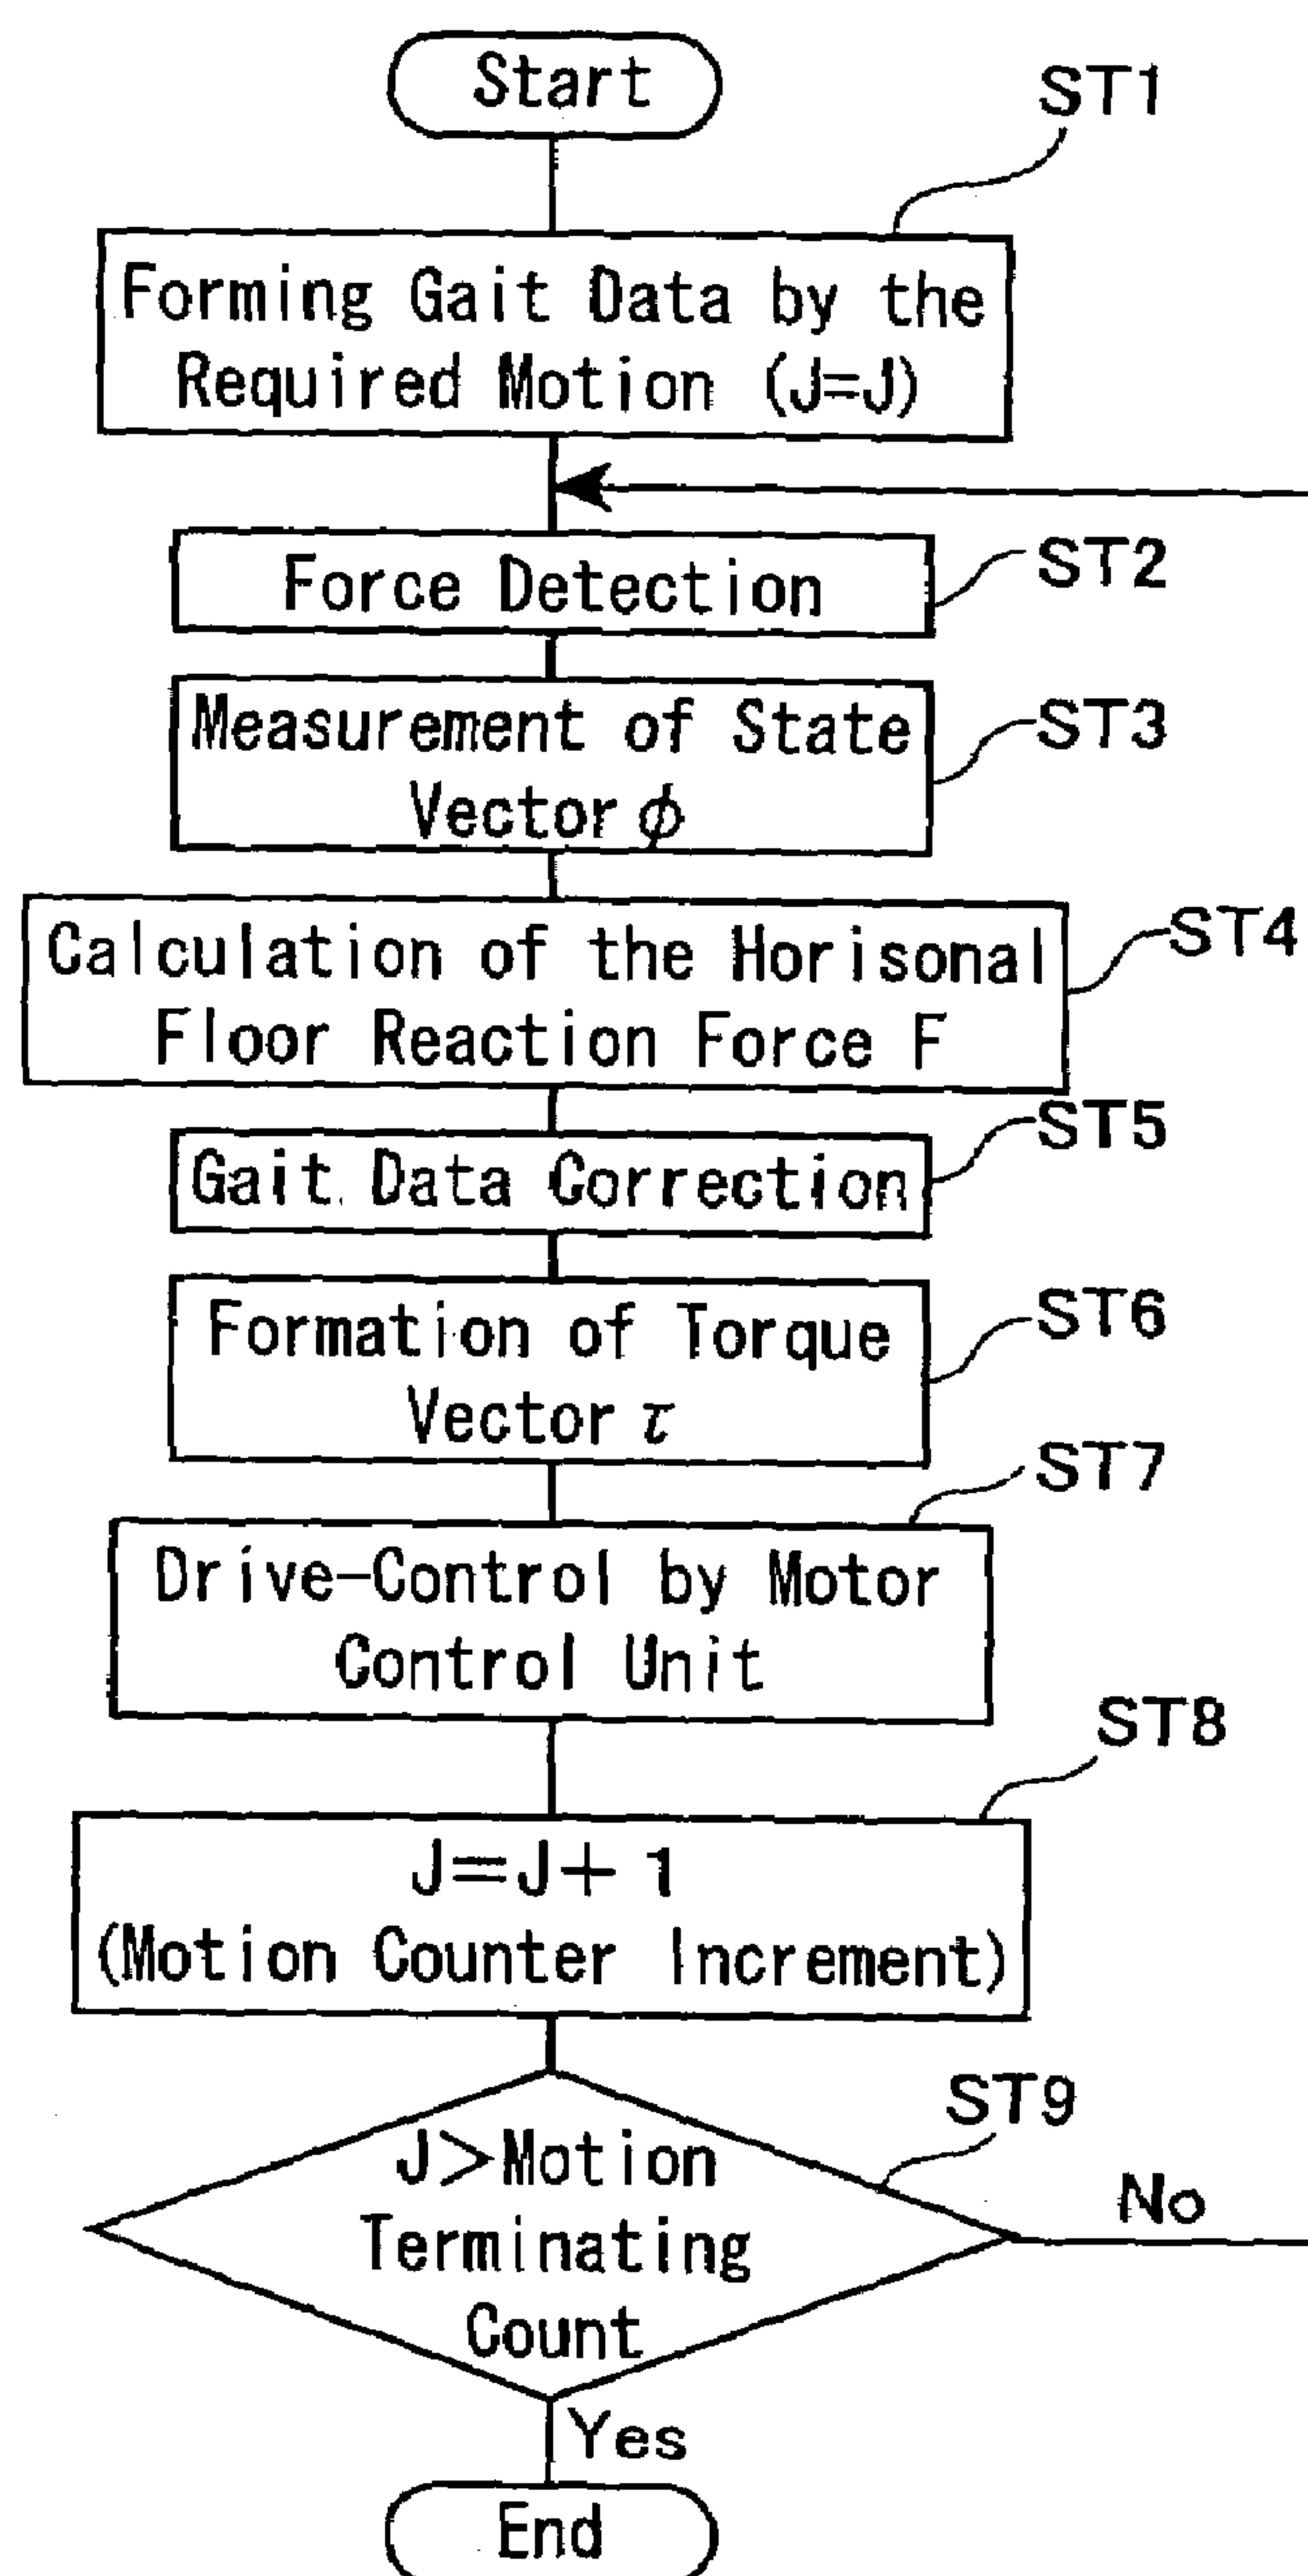 Start
ST1
Forming Gait Data by the
Required Motion (J=J)
Force Detection
ST2
Measurement of State
Vector ϕ
ST3
Calculation of the Horisonal
Floor Reaction Force F
ST4
Gait Data Correction
ST5
Formation of Torque
Vector τ
ST6
ST7
Drive-Control by Motor
Control Unit
ST8
J=J+1
(Motion Counter Increment)
ST9
J>Motion
Terminating
Count
No
Yes
End